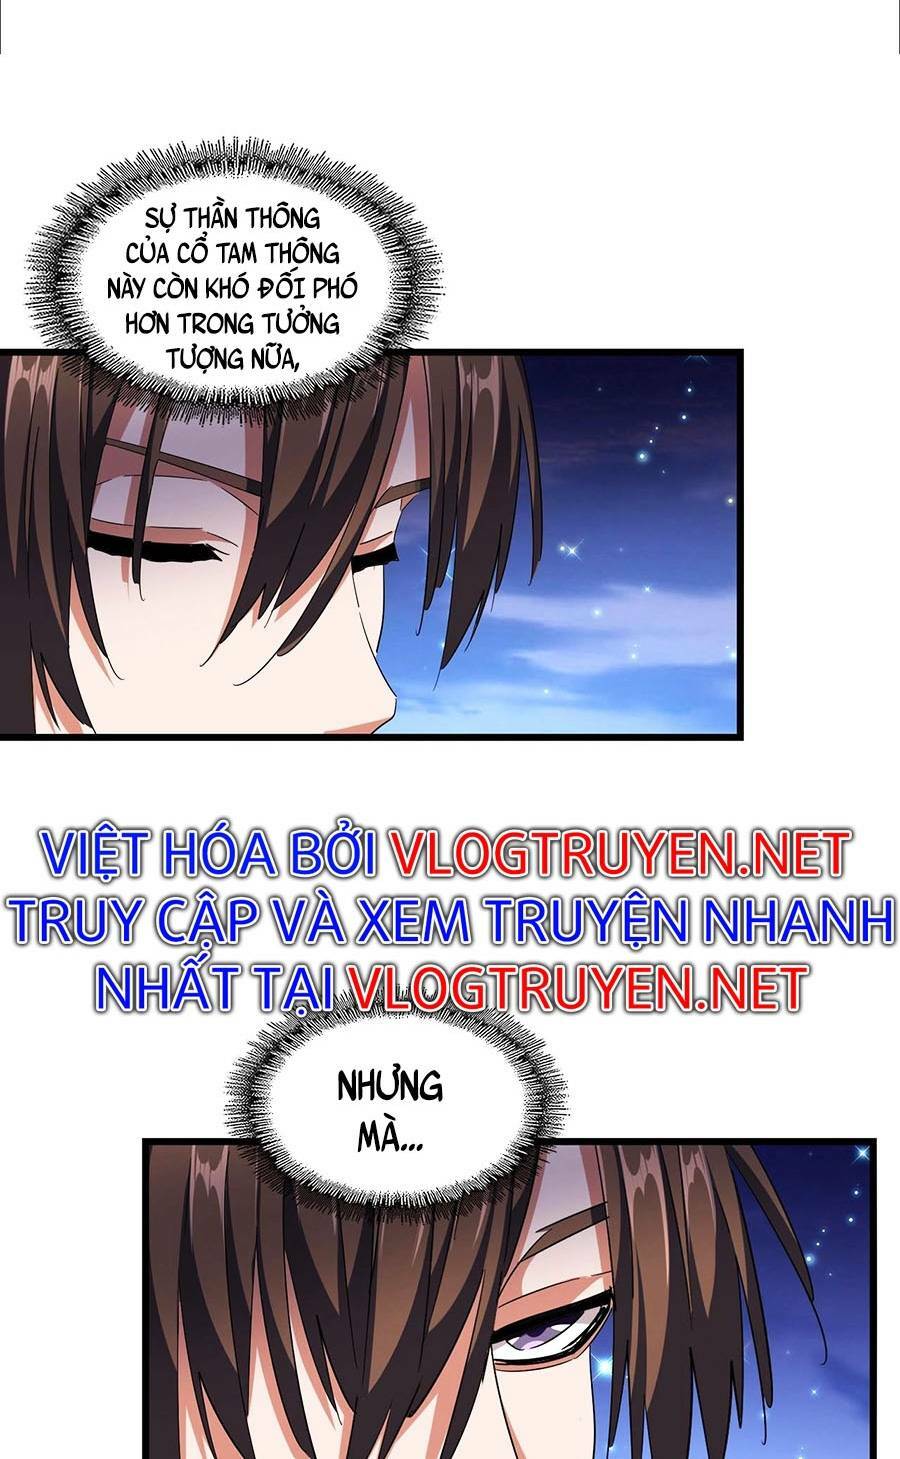 SỰ THẦN THÔNG
CỦA CỔ TAM THÔNG
NÀY CÒN KHÓ ĐỐI PHÓ
HƠN TRONG TƯỞNG
TƯỢNG NỮA,
VIỆT HÓA BỞI VLOGTRUYEN.NET
TRUY CẬP VÀ XEM TRUYỆN NHANH
NHẤT TẠI VLOGTRUYEN.NET
NHƯNG
MÀ...